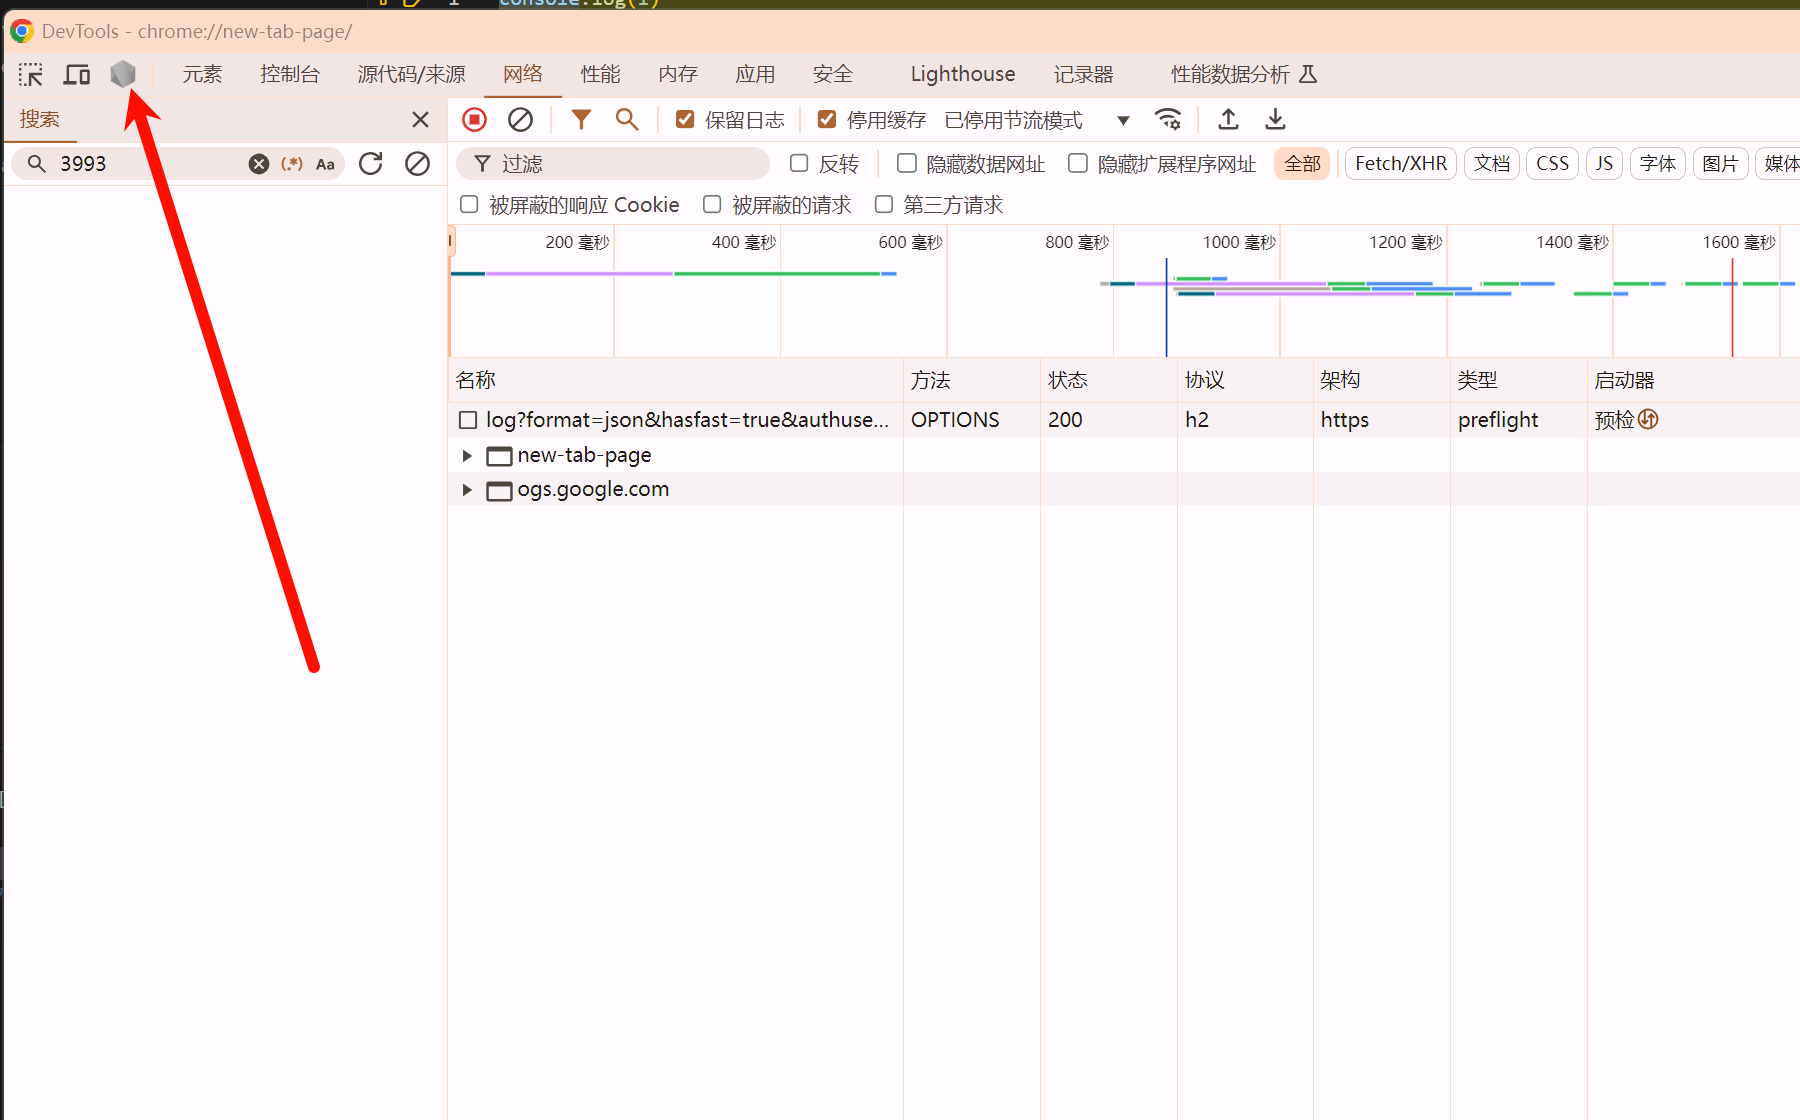 1 console.log(1)
DevTools - chrome://new-tab-page/
元素 控制台 源代码/来源 网络 性能 内存 应用 安全 Lighthouse 记录器 性能数据分析
搜索
保留日志 停用缓存 已停用节流模式
3993 (.*) Aa
过滤 反转 隐藏数据网址 隐藏扩展程序网址 全部 Fetch/XHR 文档 CSS JS 字体 图片 媒体
被屏蔽的响应 Cookie 被屏蔽的请求 第三方请求
200 毫秒 400 毫秒 600 毫秒 800 毫秒 1000 毫秒 1200 毫秒 1400 毫秒 1600 毫秒
名称 方法 状态 协议 架构 类型 启动器
log?format=json&hasfast=true&authuse... OPTIONS 200 h2 https preflight 预检
new-tab-page
ogs.google.com